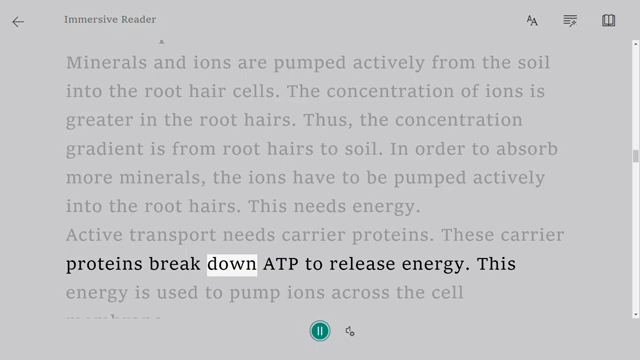 Immersive Reader
Minerals and ions are pumped actively from the soil
into the root hair cells. The concentration of ions is
greater in the root hairs. Thus, the concentration
gradient is from root hairs to soil. In order to absorb
more minerals, the ions have to be pumped actively
into the root hairs. This needs energy.
Active transport needs carrier proteins. These carrier
proteins break down ATP to release energy. This
energy is used to pump ions across the cell